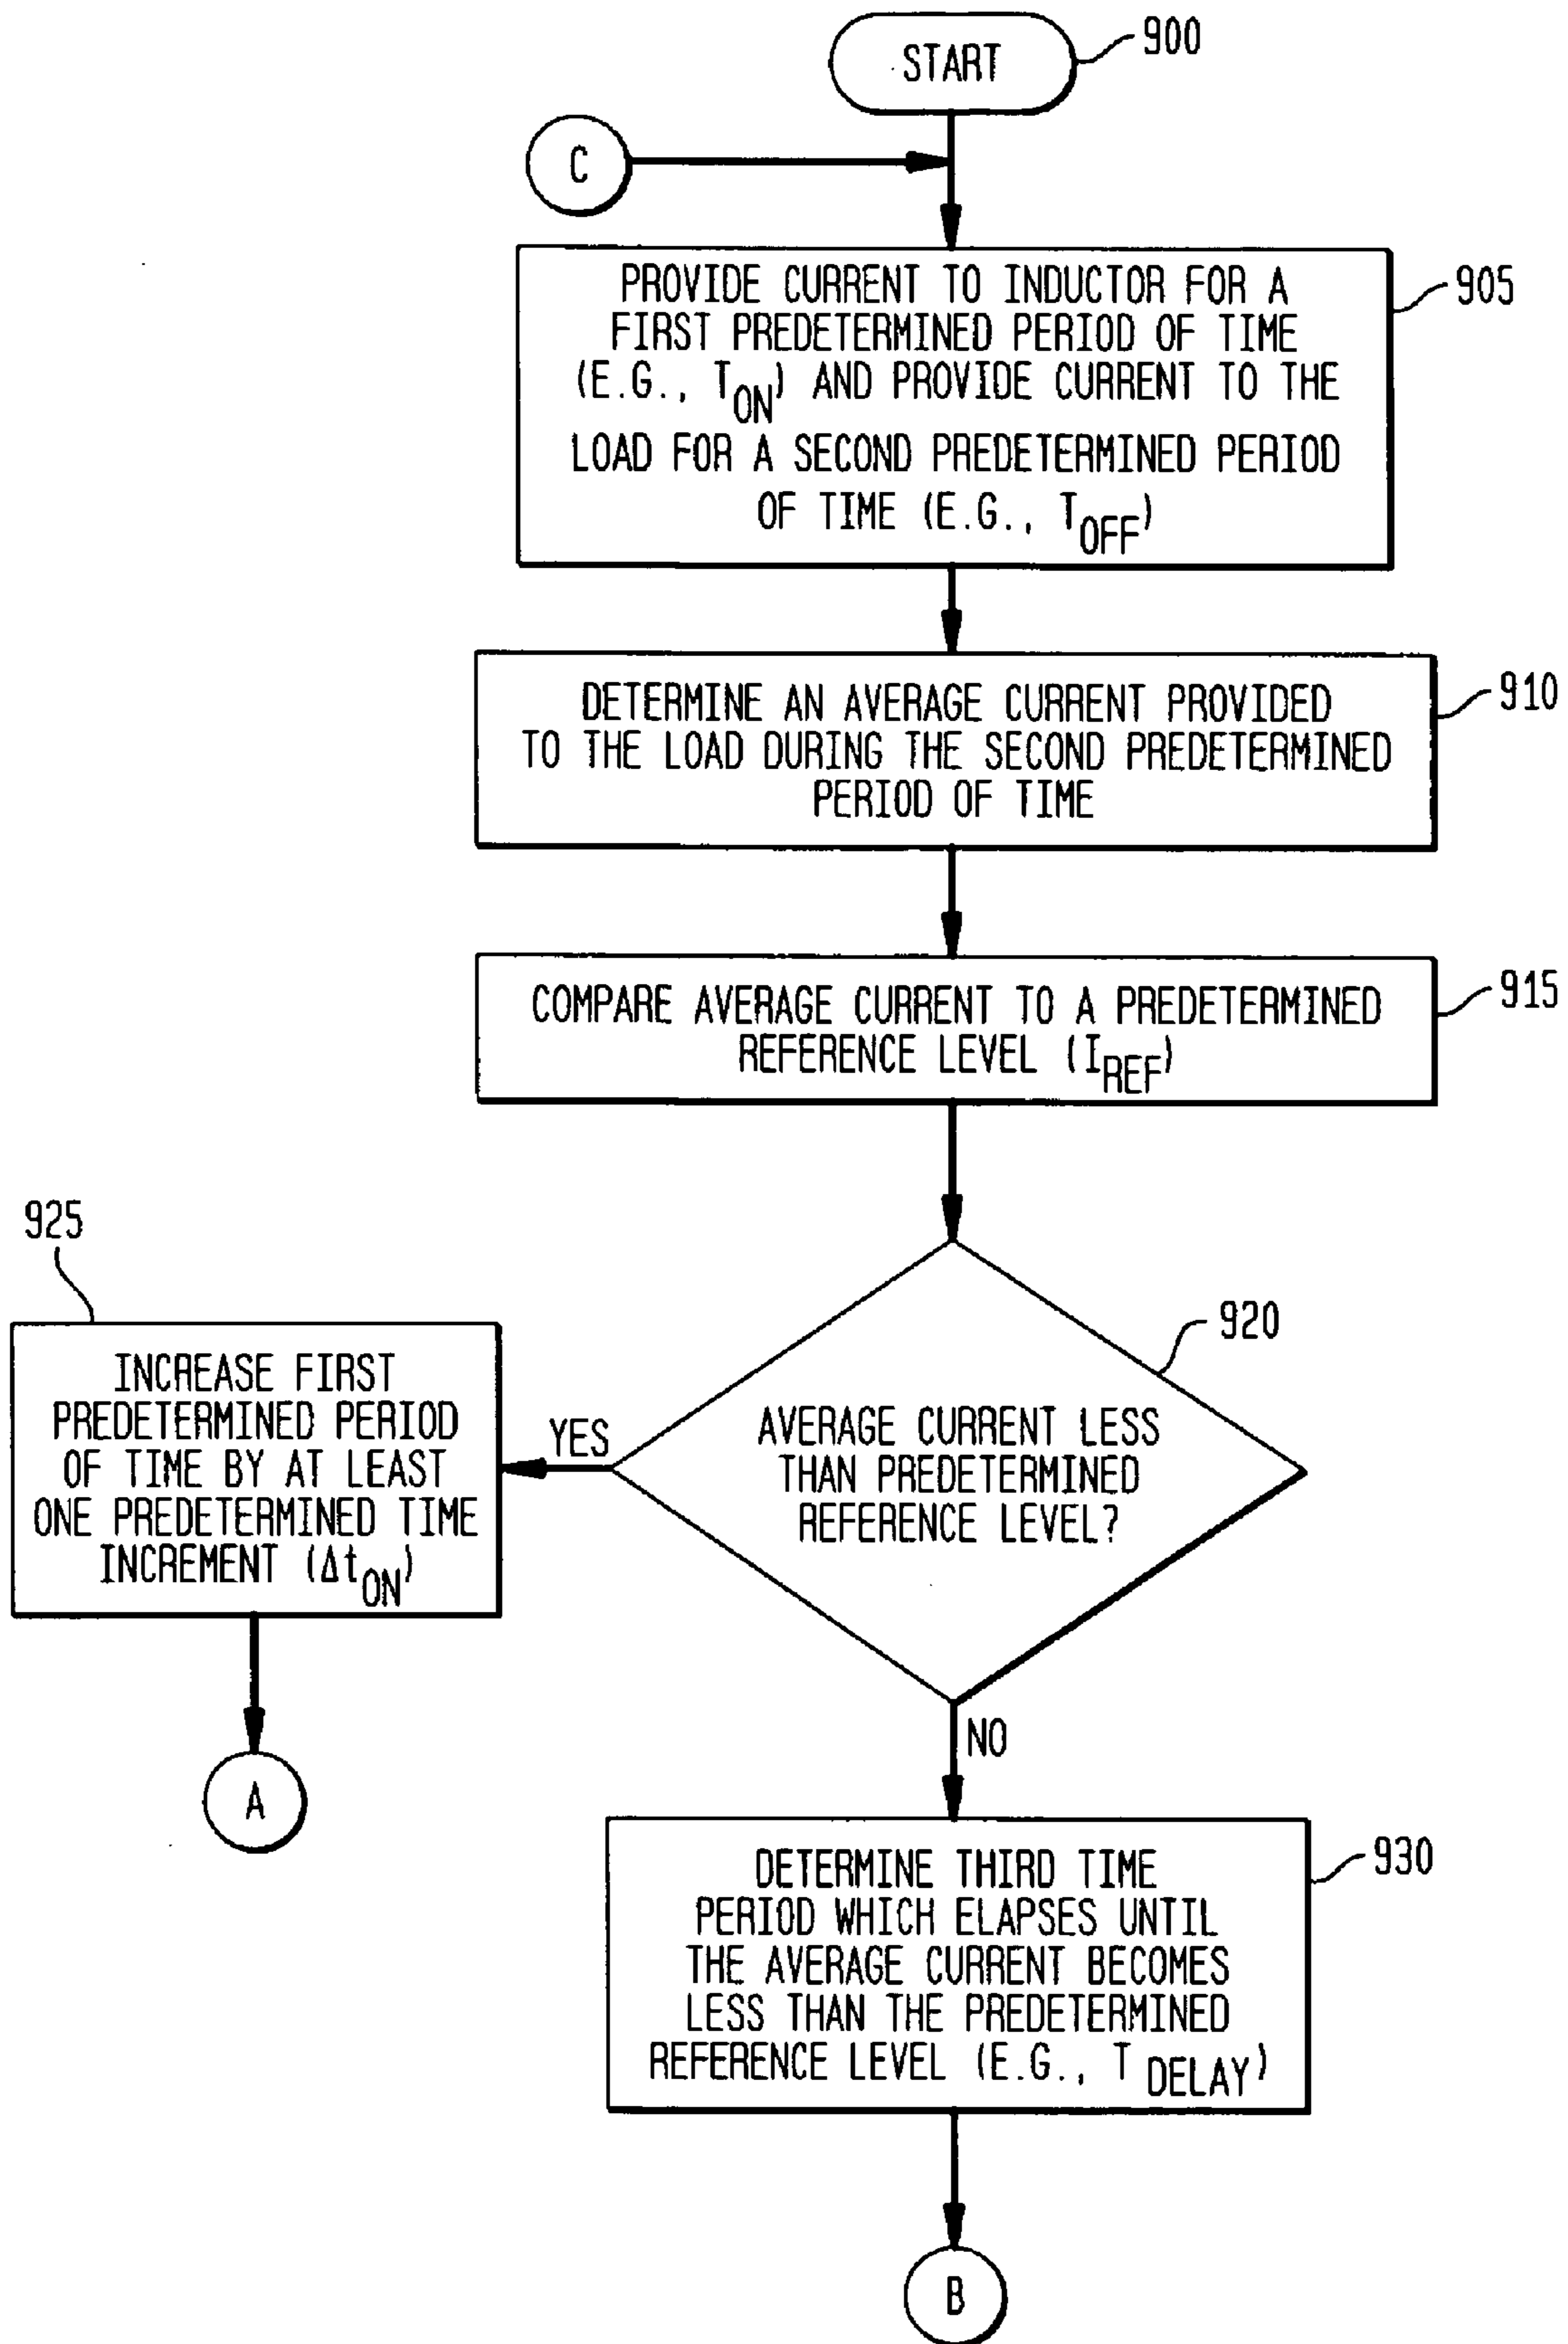 START
900
C
PROVIDE CURRENT TO INDUCTOR FOR A
FIRST PREDETERMINED PERIOD OF TIME
(E.G., TON) AND PROVIDE CURRENT TO THE
LOAD FOR A SECOND PREDETERMINED PERIOD
OF TIME (E.G., TOFF)
905
DETERMINE AN AVERAGE CURRENT PROVIDED
TO THE LOAD DURING THE SECOND PREDETERMINED
PERIOD OF TIME
910
COMPARE AVERAGE CURRENT TO A PREDETERMINED
REFERENCE LEVEL (IREF)
915
920
AVERAGE CURRENT LESS
THAN PREDETERMINED
REFERENCE LEVEL?
YES
925
INCREASE FIRST
PREDETERMINED PERIOD
OF TIME BY AT LEAST
ONE PREDETERMINED TIME
INCREMENT (ΔtON)
A
NO
DETERMINE THIRD TIME
PERIOD WHICH ELAPSES UNTIL
THE AVERAGE CURRENT BECOMES
LESS THAN THE PREDETERMINED
REFERENCE LEVEL (E.G., T DELAY)
930
B